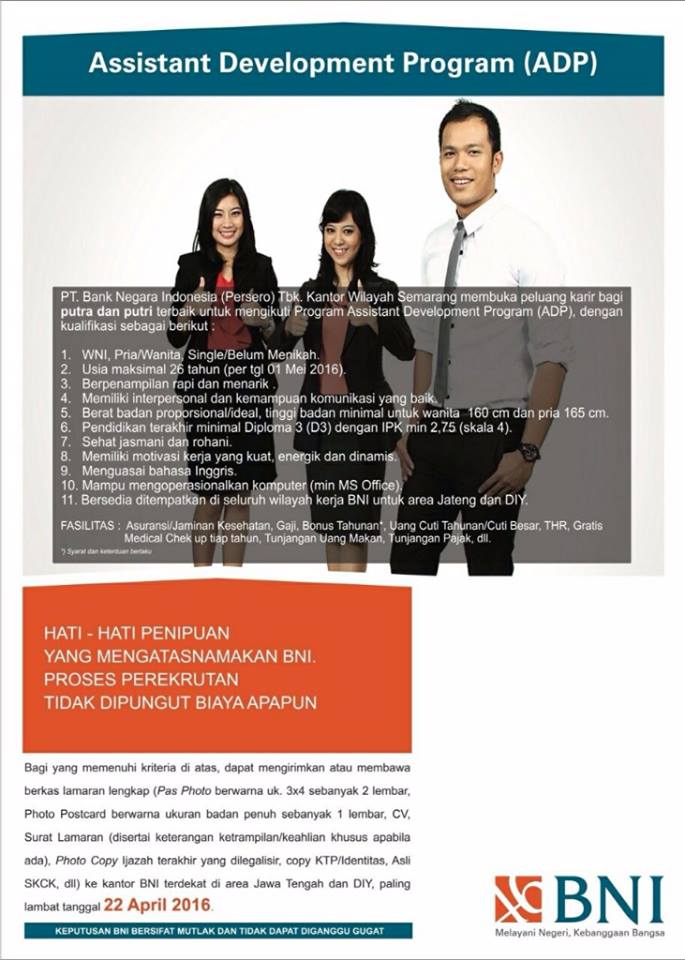 Assistant Development Program (ADP)
PT. Bank Negara Indonesia (Persero) Tbk. Kantor Wilayah Semarang membuka peluang karir bagi
putra dan putri terbaik untuk mengikuti Program Assistant Development Program (ADP), dengan
kualifikasi sebagai berikut :
1. WNI, Pria/Wanita, Single/Belum Menikah.
2. Usia maksimal 26 tahun (per tgl 01 Mei 2016).
3. Berpenampilan rapi dan menarik .
4. Memiliki interpersonal dan kemampuan komunikasi yang baik.
5. Berat badan proporsional/ideal, tinggi badan minimal untuk wanita 160 cm dan pria 165 cm.
6. Pendidikan terakhir minimal Diploma 3 (D3) dengan IPK min 2,75 (skala 4).
7. Sehat jasmani dan rohani.
8. Memiliki motivasi kerja yang kuat, energik dan dinamis.
9. Menguasai bahasa Inggris.
10. Mampu mengoperasionalkan komputer (min MS Office).
11. Bersedia ditempatkan di seluruh wilayah kerja BNI untuk area Jateng dan DIY.
FASILITAS : Asuransi/Jaminan Kesehatan, Gaji, Bonus Tahunan*, Uang Cuti Tahunan/Cuti Besar, THR, Gratis
Medical Chek up tiap tahun, Tunjangan Uang Makan, Tunjangan Pajak, dll.
*) Syarat dan ketentuan berlaku
HATI - HATI PENIPUAN
YANG MENGATASNAMAKAN BNI.
PROSES PEREKRUTAN
TIDAK DIPUNGUT BIAYA APAPUN
Bagi yang memenuhi kriteria di atas, dapat mengirimkan atau membawa
berkas lamaran lengkap (Pas Photo berwarna uk. 3x4 sebanyak 2 lembar,
Photo Postcard berwarna ukuran badan penuh sebanyak 1 lembar, CV,
Surat Lamaran (disertai keterangan ketrampilan/keahlian khusus apabila
ada), Photo Copy Ijazah terakhir yang dilegalisir, copy KTP/Identitas, Asli
SKCK, dll) ke kantor BNI terdekat di area Jawa Tengah dan DIY, paling
lambat tanggal 22 April 2016.
KEPUTUSAN BNI BERSIFAT MUTLAK DAN TIDAK DAPAT DIGANGGU GUGAT
BNI
Melayani Negeri, Kebanggaan Bangsa